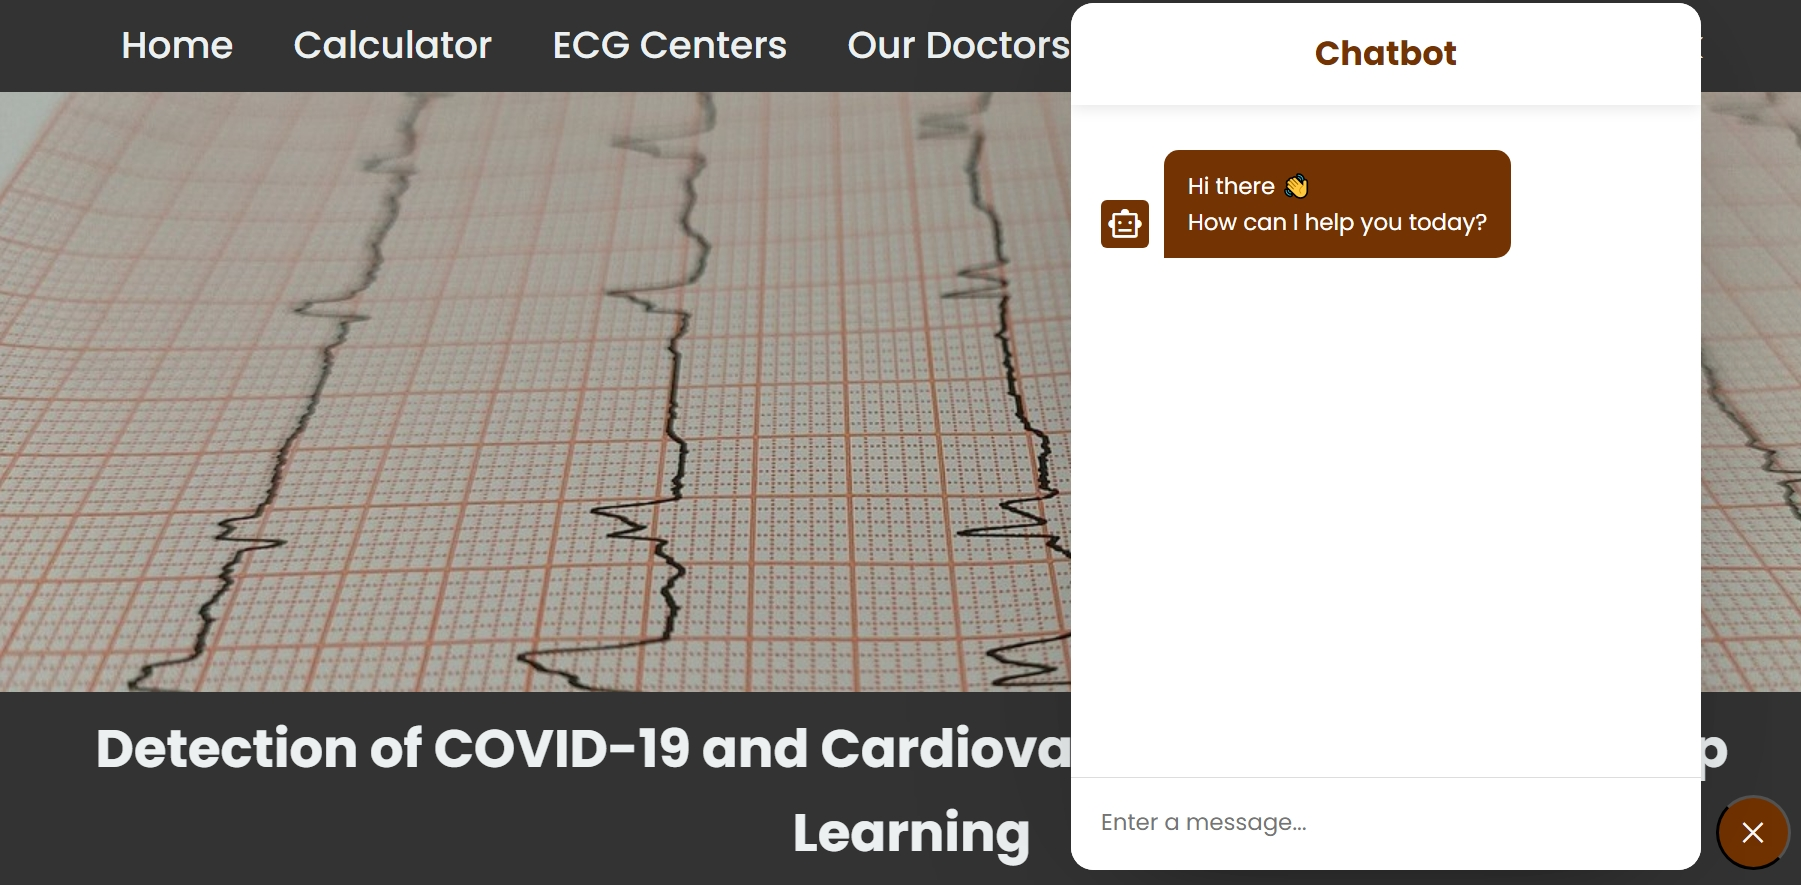 Home Calculator ECG Centers Our Doctors
Chatbot
Hi there 👋
How can I help you today?
Detection of COVID-19 and Cardiova
Learning
Enter a message...